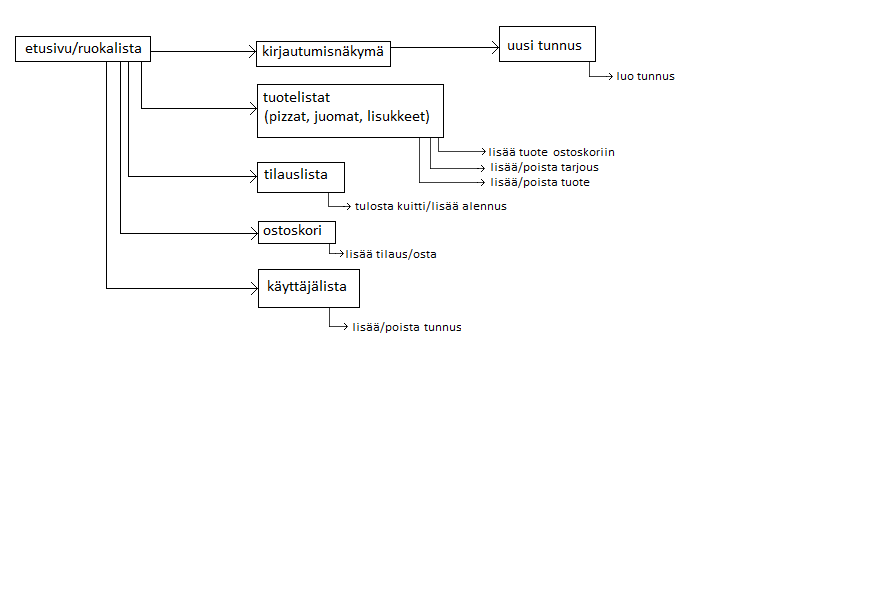 etusivu/ruokalista
kirjautumisnäkymä
uusi tunnus
luo tunnus
tuotelistat
(pizzat, juomat, lisukkeet)
lisää tuote ostoskoriin
lisää/poista tarjous
lisää/poista tuote
tilauslista
tulosta kuitti/lisää alennus
ostoskori
lisää tilaus/osta
käyttäjälista
lisää/poista tunnus